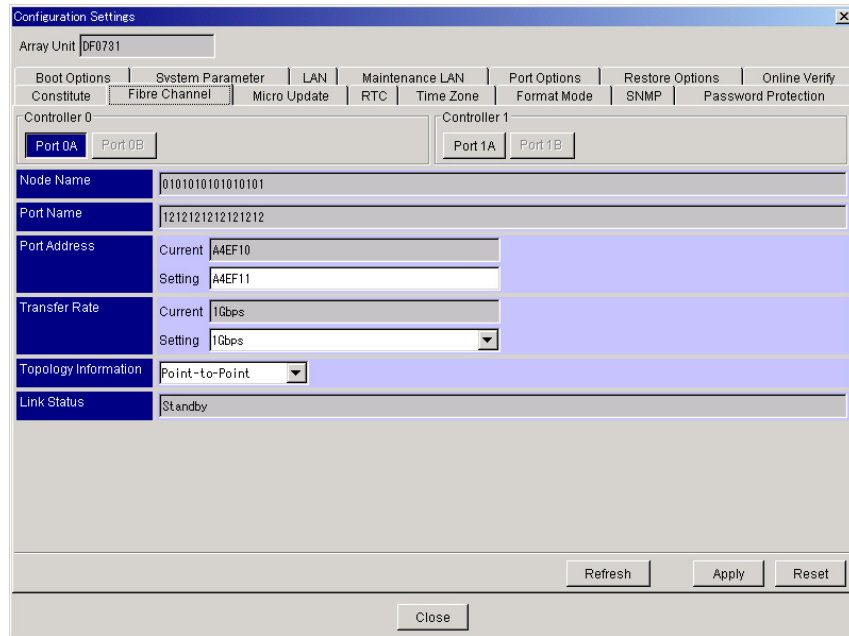 Configuration Settings
Array Unit DF0731
Boot Options System Parameter LAN Maintenance LAN Port Options Restore Options Online Verify
Constitute Fibre Channel Micro Update RTC Time Zone Format Mode SNMP Password Protection
Controller 0 Controller 1
Port 0A Port 0B Port 1A Port 1B
Node Name 0101010101010101
Port Name 1212121212121212
Port Address Current A4EF10
Setting A4EF11
Transfer Rate Current 1Gbps
Setting 1Gbps
Topology Information Point-to-Point
Link Status Standby
Refresh Apply Reset
Close